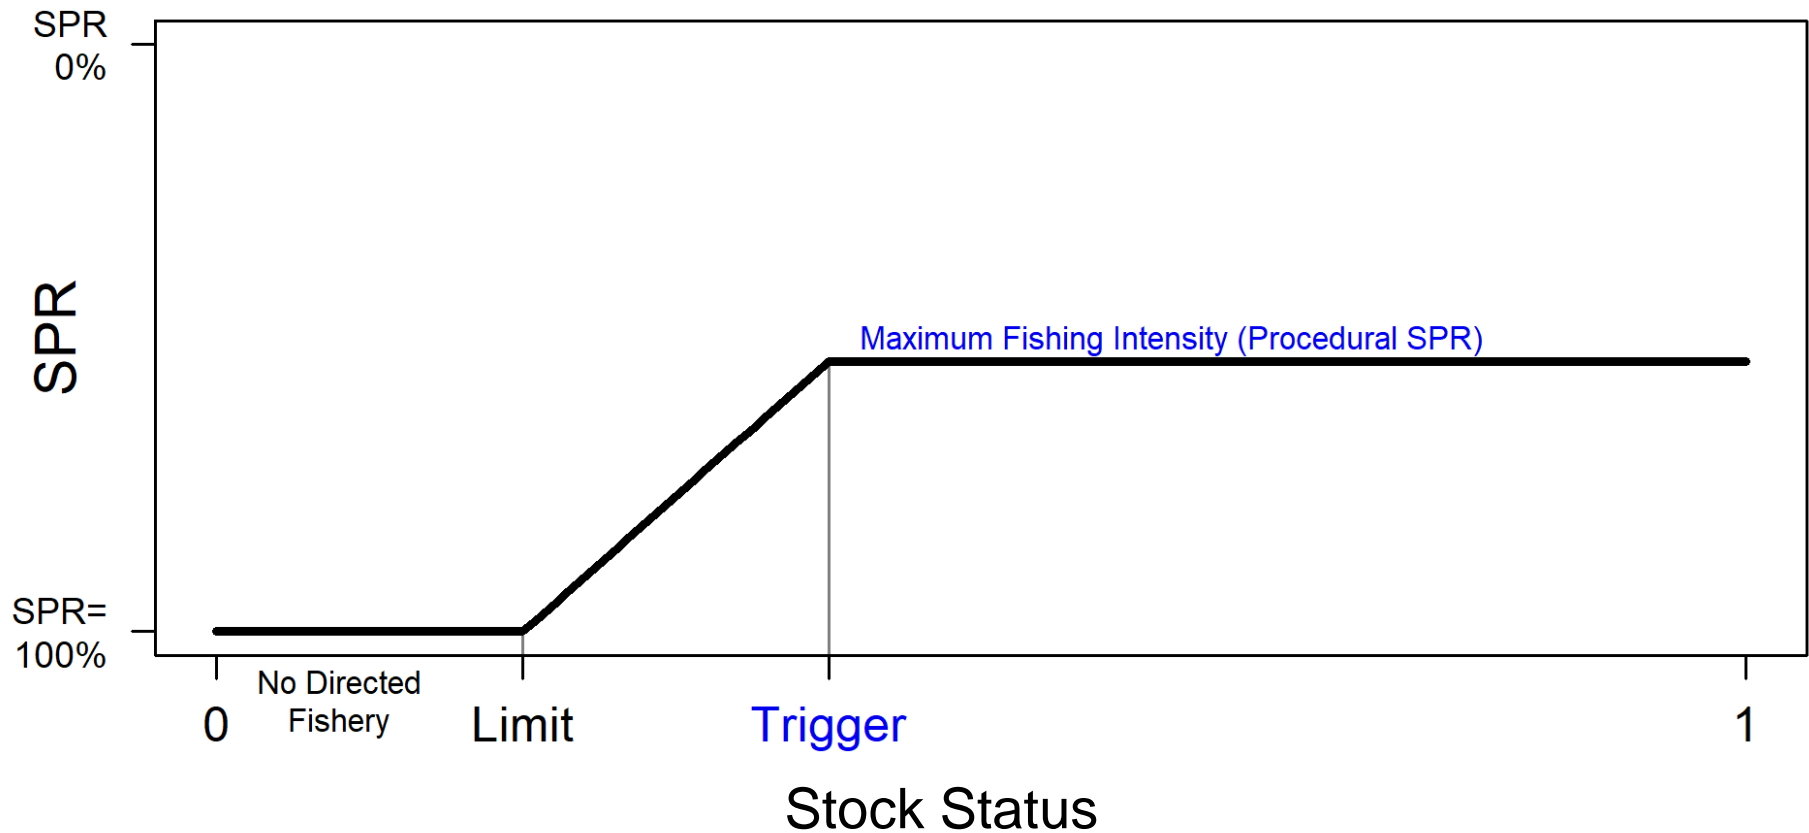 SPR
0%
SPR
Maximum Fishing Intensity (Procedural SPR)
SPR=
100%
No Directed
Fishery
0
Limit
Trigger
1
Stock Status